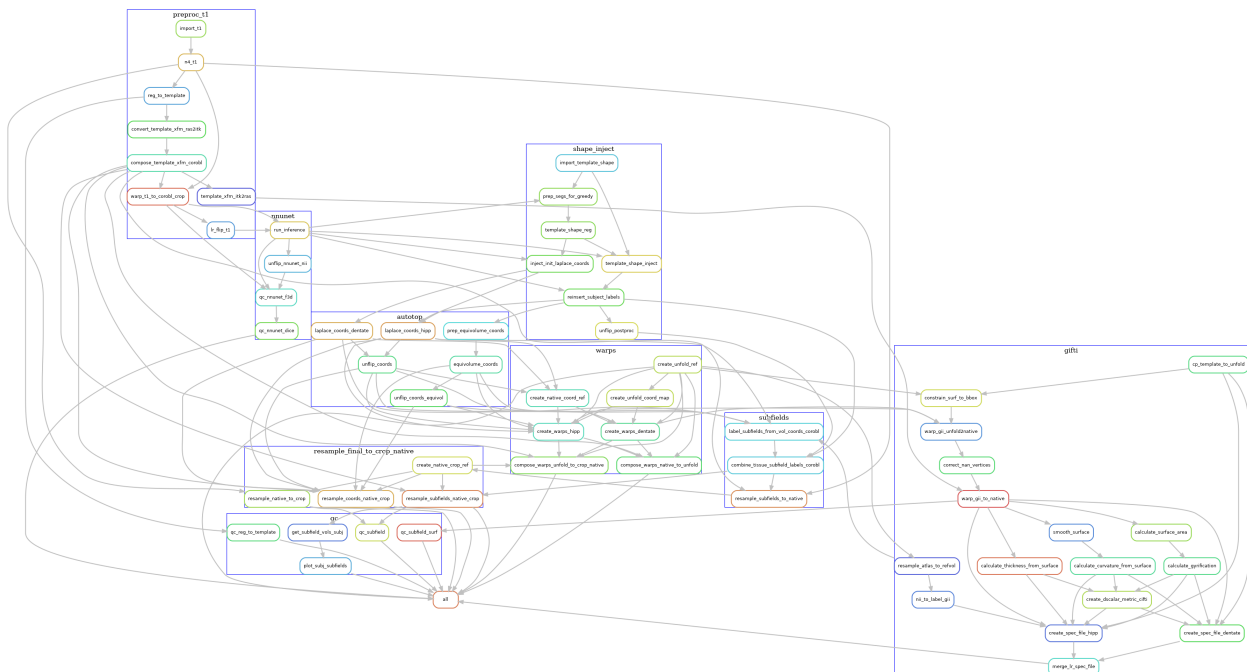 preproc_t1
import_t1
n4_t1
reg_to_template
convert_template_xfm_ras2itk
compose_template_xfm_corobl
warp_t1_to_corobl_crop
template_xfm_itk2ras
lr_flip_t1
shape_inject
import_template_shape
prep_segs_for_greedy
template_shape_reg
inject_init_laplace_coords
template_shape_inject
reinsert_subject_labels
unflip_postproc
nnunet
run_inference
unflip_nnunet_nii
qc_nnunet_f3d
qc_nnunet_dice
autotop
laplace_coords_dentate
laplace_coords_hipp
prep_equivolume_coords
unflip_coords
equivolume_coords
unflip_coords_equivol
warps
create_unfold_ref
create_native_coord_ref
create_unfold_coord_map
create_warps_hipp
create_warps_dentate
compose_warps_unfold_to_crop_native
compose_warps_native_to_unfold
subfields
label_subfields_from_vol_coords_corobl
combine_tissue_subfield_labels_corobl
resample_subfields_to_native
resample_final_to_crop_native
create_native_crop_ref
resample_native_to_crop
resample_coords_native_crop
resample_subfields_native_crop
qc
qc_reg_to_template
get_subfield_vols_subj
qc_subfield
qc_subfield_surf
plot_subj_subfields
all
gifti
cp_template_to_unfold
constrain_surf_to_bbox
warp_gii_unfold2native
correct_nan_vertices
warp_gii_to_native
smooth_surface
calculate_surface_area
resample_atlas_to_refvol
calculate_thickness_from_surface
calculate_curvature_from_surface
calculate_gyrification
nii_to_label_gii
create_dscalar_metric_cifti
create_spec_file_hipp
create_spec_file_dentate
merge_lr_spec_file